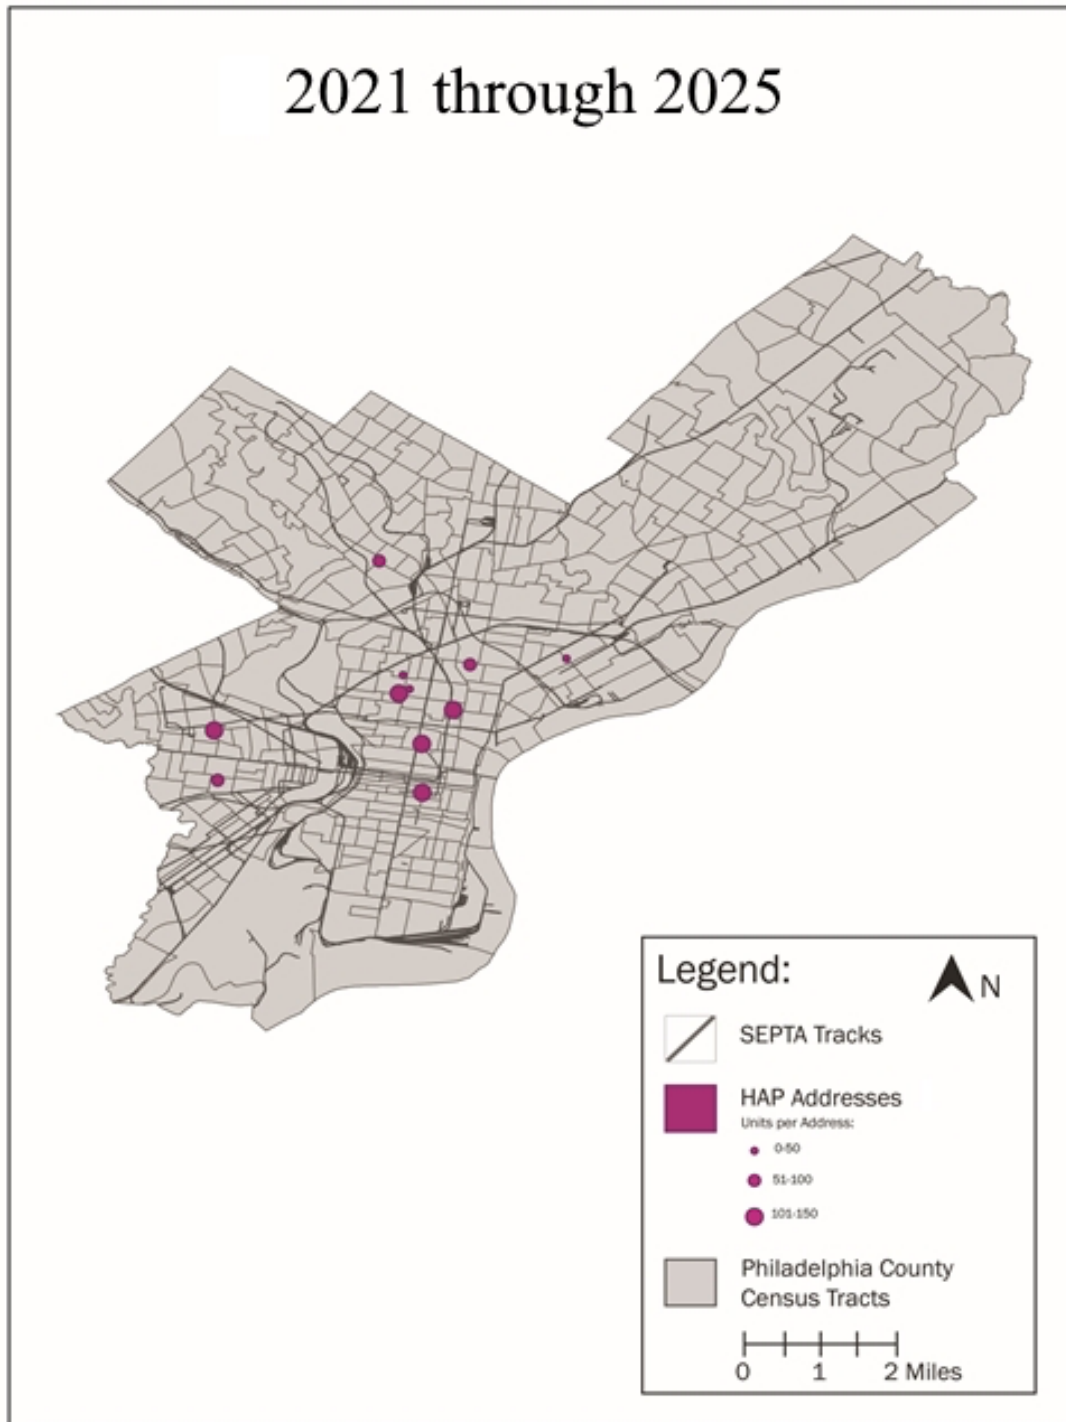 2021 through 2025
Legend:
N
SEPTA Tracks
HAP Addresses
Units per Address:
0-50
51-100
101-150
Philadelphia County
Census Tracts
0 1 2 Miles